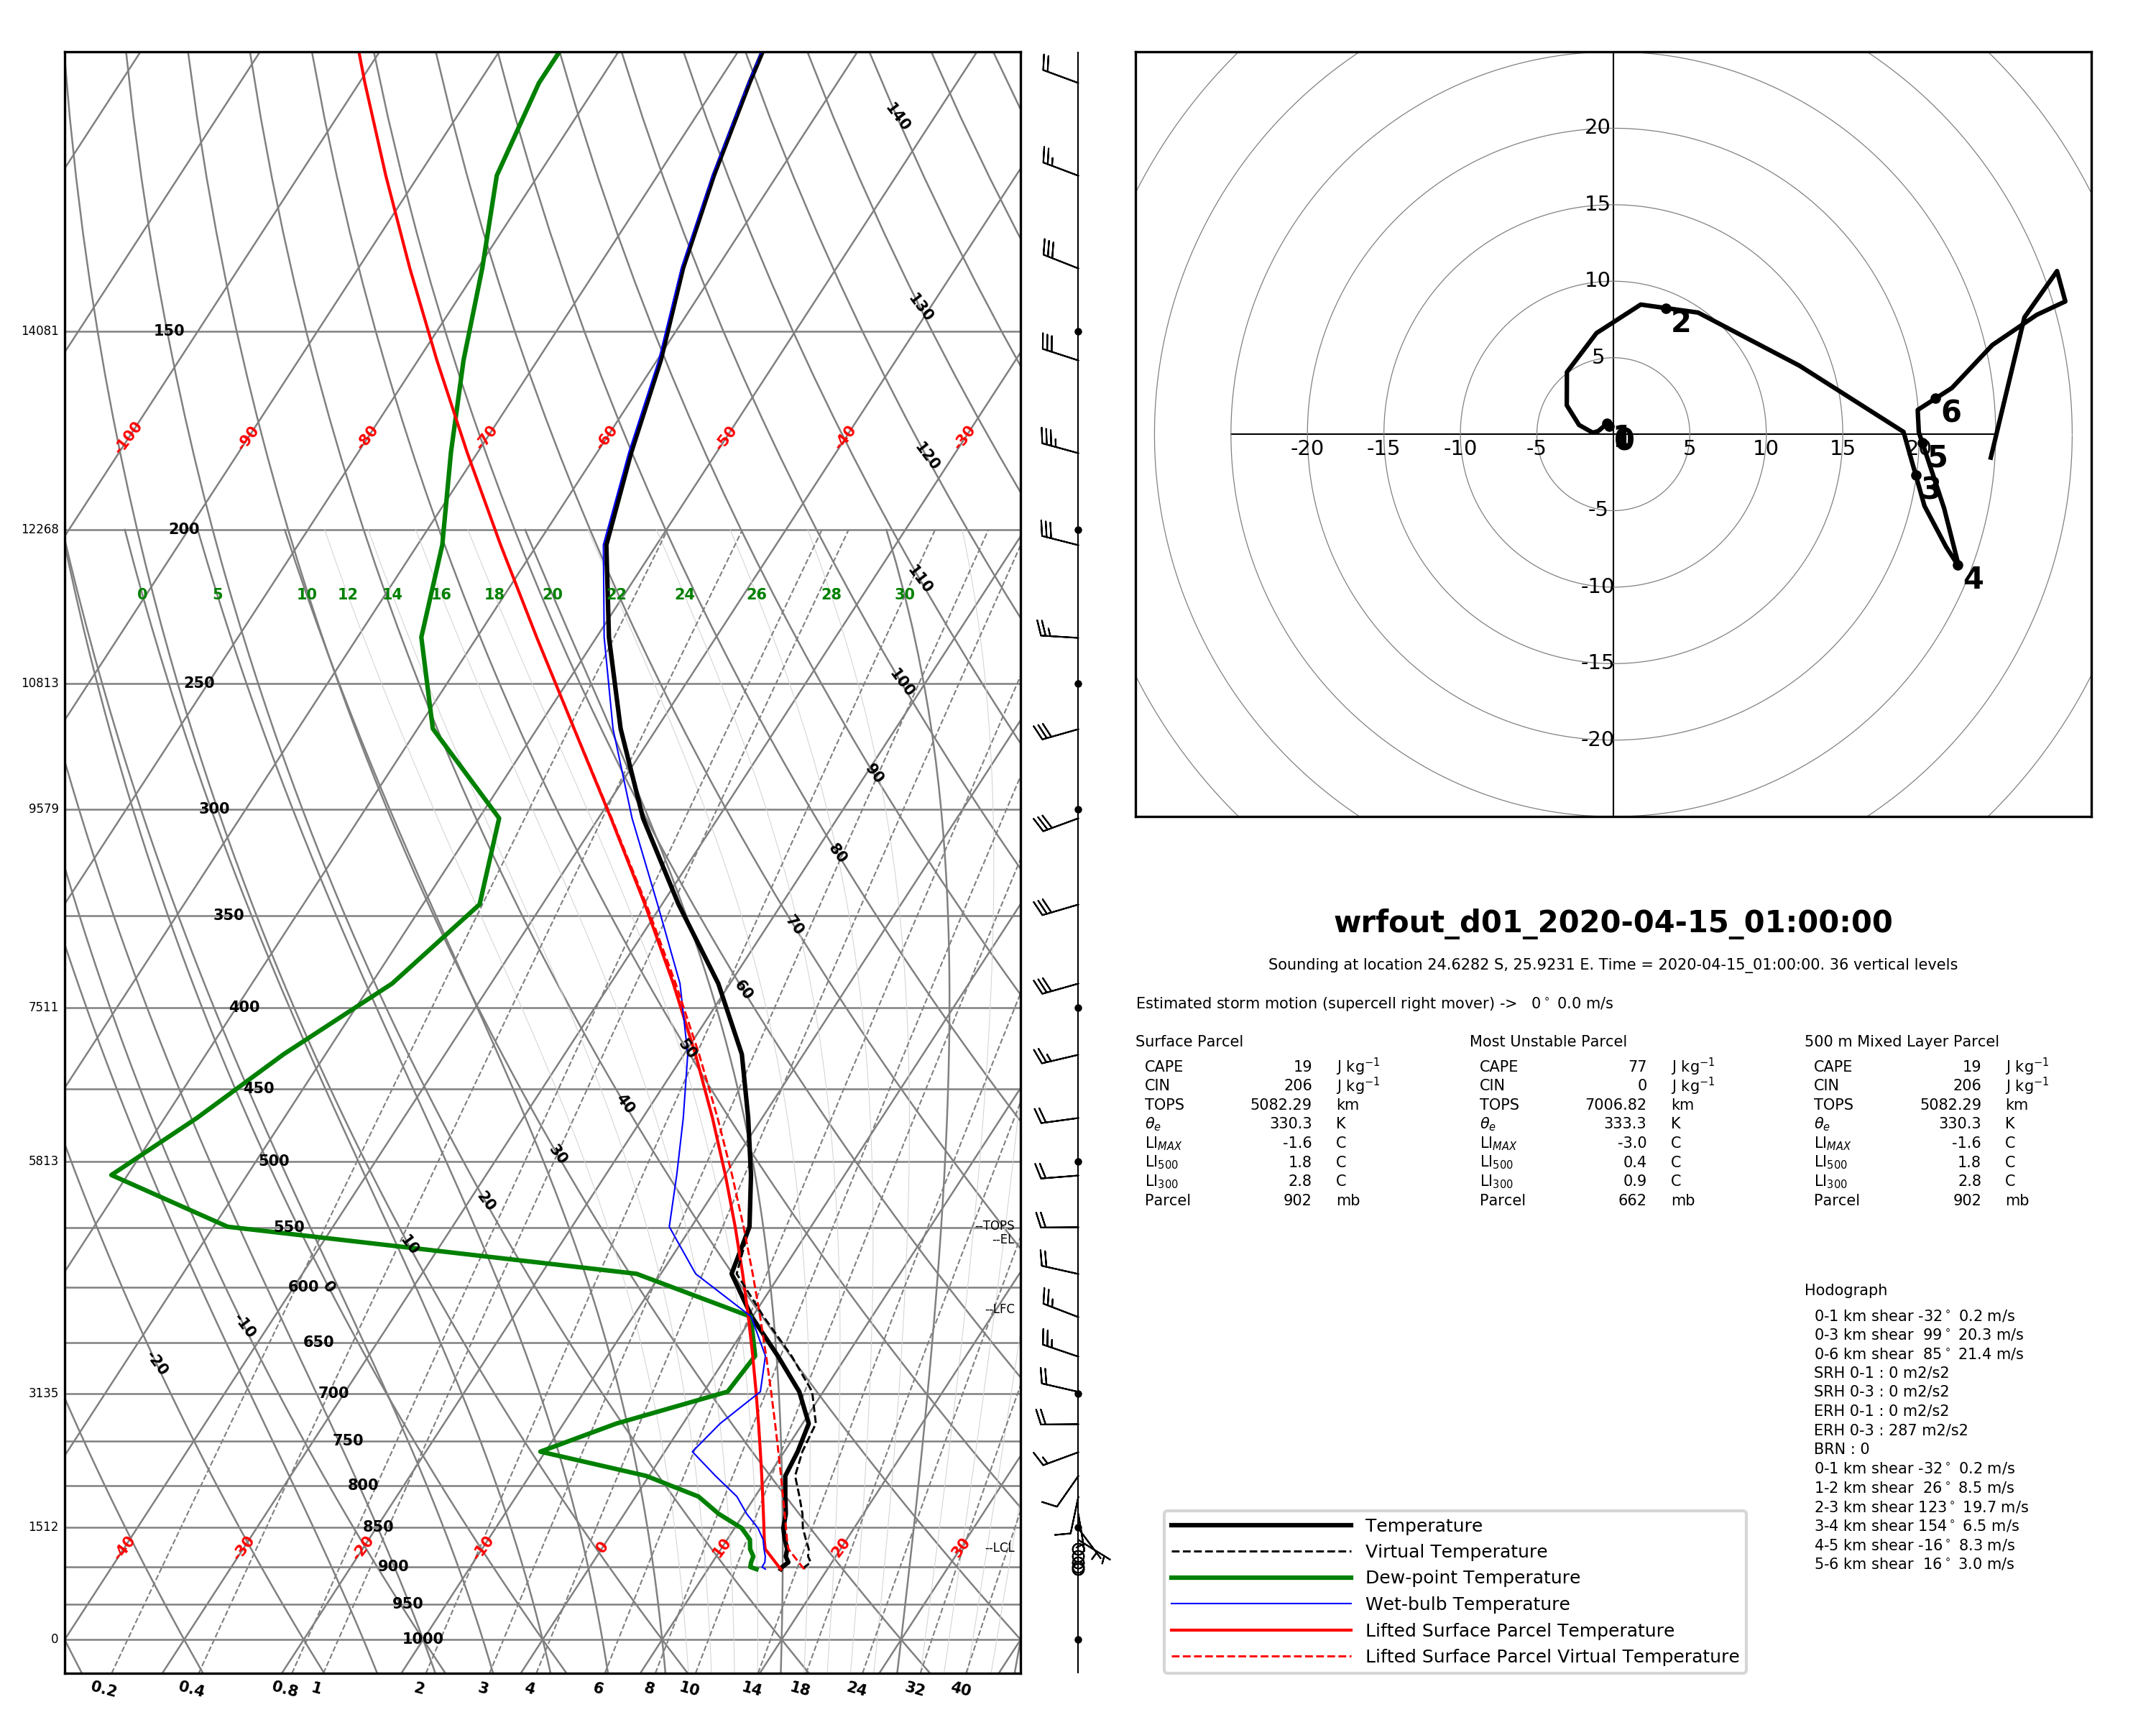 140
130
120
110
100
90
80
70
60
50
40
30
20
10
0
-10
-20
14081 150
-100 -90 -80 -70 -60 -50 -40 -30
12268 200
0 5 10 12 14 16 18 20 22 24 26 28 30
10813 250
9579 300
350
7511 400
450
5813 500
550 --TOPS
--EL
600
--LFC
650
3135 700
750
800
1512 850
-40 -30 -20 -10 0 10 20 30
--LCL
900
950
0 1000
0.2 0.4 0.8 1 2 3 4 6 8 10 14 18 24 32 40
20
15
10
5
-20 -15 -10 -5 5 10 15 20
-5
-10
-15
-20
0
1
2
3
4
5
6
wrfout_d01_2020-04-15_01:00:00
Sounding at location 24.6282 S, 25.9231 E. Time = 2020-04-15_01:00:00. 36 vertical levels
Estimated storm motion (supercell right mover) -> 0° 0.0 m/s
Surface Parcel
CAPE 19 J kg⁻¹
CIN 206 J kg⁻¹
TOPS 5082.29 km
θe 330.3 K
LI_MAX -1.6 C
LI₅₀₀ 1.8 C
LI₃₀₀ 2.8 C
Parcel 902 mb
Most Unstable Parcel
CAPE 77 J kg⁻¹
CIN 0 J kg⁻¹
TOPS 7006.82 km
θe 333.3 K
LI_MAX -3.0 C
LI₅₀₀ 0.4 C
LI₃₀₀ 0.9 C
Parcel 662 mb
500 m Mixed Layer Parcel
CAPE 19 J kg⁻¹
CIN 206 J kg⁻¹
TOPS 5082.29 km
θe 330.3 K
LI_MAX -1.6 C
LI₅₀₀ 1.8 C
LI₃₀₀ 2.8 C
Parcel 902 mb
Hodograph
0-1 km shear -32° 0.2 m/s
0-3 km shear 99° 20.3 m/s
0-6 km shear 85° 21.4 m/s
SRH 0-1 : 0 m2/s2
SRH 0-3 : 0 m2/s2
ERH 0-1 : 0 m2/s2
ERH 0-3 : 287 m2/s2
BRN : 0
0-1 km shear -32° 0.2 m/s
1-2 km shear 26° 8.5 m/s
2-3 km shear 123° 19.7 m/s
3-4 km shear 154° 6.5 m/s
4-5 km shear -16° 8.3 m/s
5-6 km shear 16° 3.0 m/s
Temperature
Virtual Temperature
Dew-point Temperature
Wet-bulb Temperature
Lifted Surface Parcel Temperature
Lifted Surface Parcel Virtual Temperature